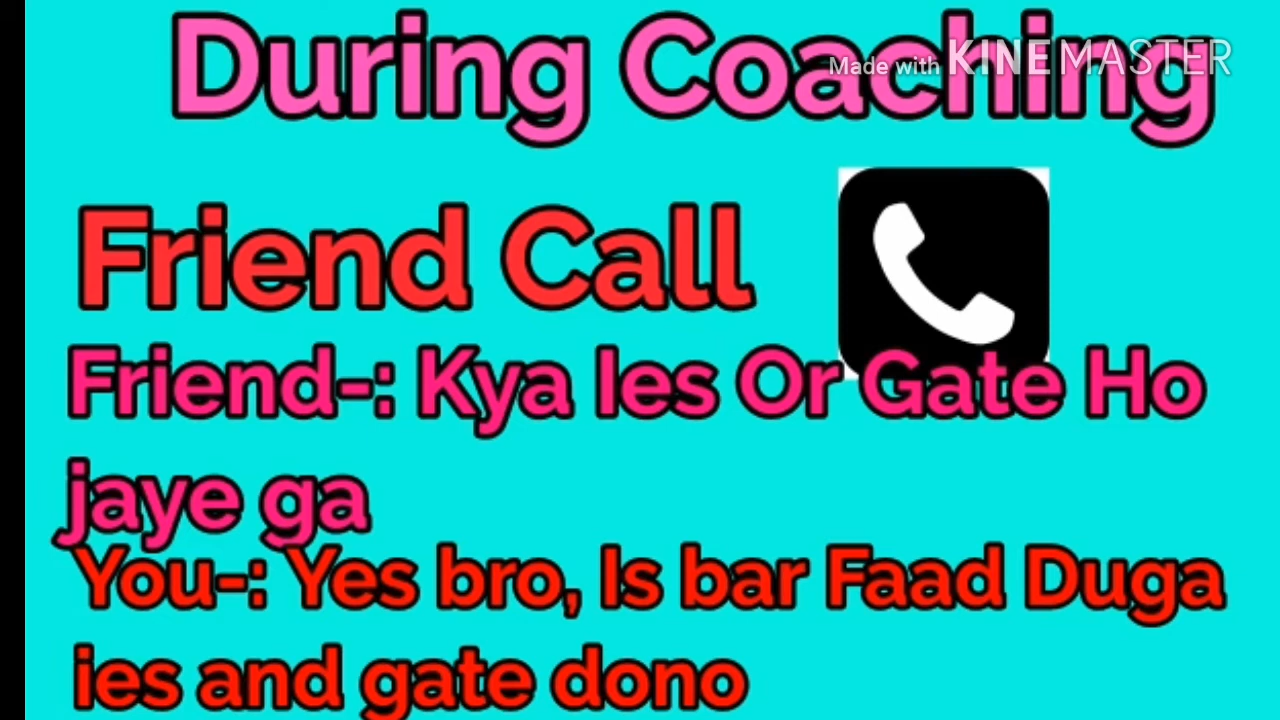 During Coaching
Made with KINEMASTER
Friend Call
Friend-: Kya Ies Or Gate Ho
jaye ga
You-: Yes bro, Is bar Faad Duga
ies and gate dono